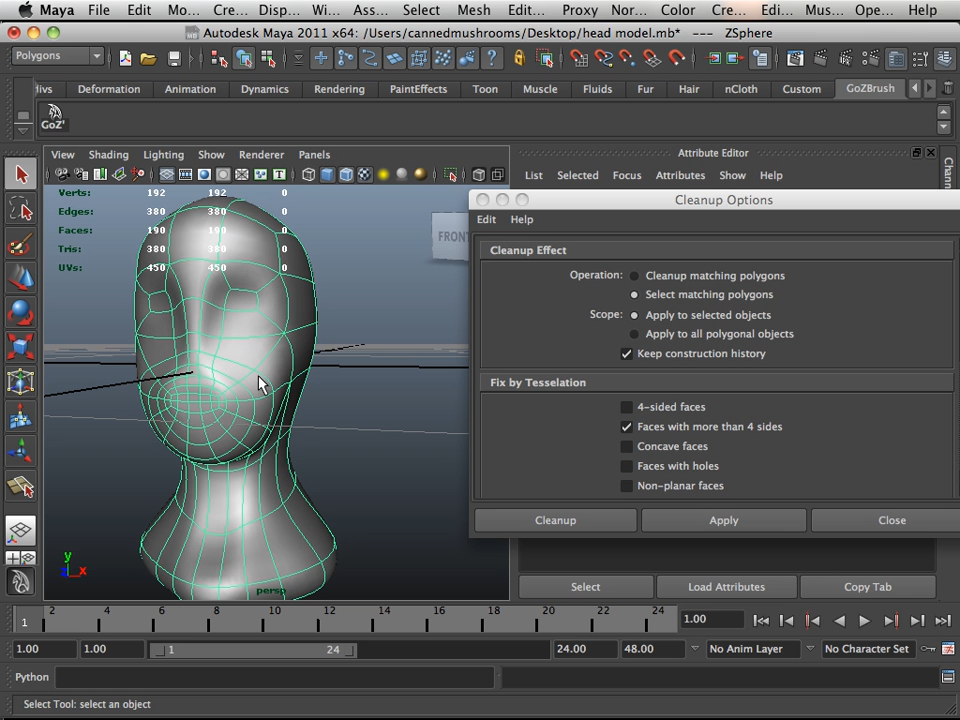 Maya File Edit Mo... Cre... Disp... Wi... Ass... Select Mesh Edit... Proxy Nor... Color Cre... Edi... Mus... Ope... Help
Autodesk Maya 2011 x64: /Users/cannedmushrooms/Desktop/head model.mb* --- ZSphere
Polygons
ivs Deformation Animation Dynamics Rendering PaintEffects Toon Muscle Fluids Fur Hair nCloth Custom GoZBrush
GoZ'
View Shading Lighting Show Renderer Panels
Attribute Editor
List Selected Focus Attributes Show Help
Chann
Verts: 192 192 0
Edges: 380 380 0
Faces: 190 190 0
Tris: 380 380 0
UVs: 450 450 0
FRONT
Cleanup Options
Edit Help
Cleanup Effect
Operation: Cleanup matching polygons
Select matching polygons
Scope: Apply to selected objects
Apply to all polygonal objects
Keep construction history
Fix by Tesselation
4-sided faces
Faces with more than 4 sides
Concave faces
Faces with holes
Non-planar faces
Cleanup Apply Close
y
x
persp
Select Load Attributes Copy Tab
1 2 4 6 8 10 12 14 16 18 20 22 24 1.00
1.00 1.00 1 24 24.00 48.00 No Anim Layer No Character Set
Python
Select Tool: select an object